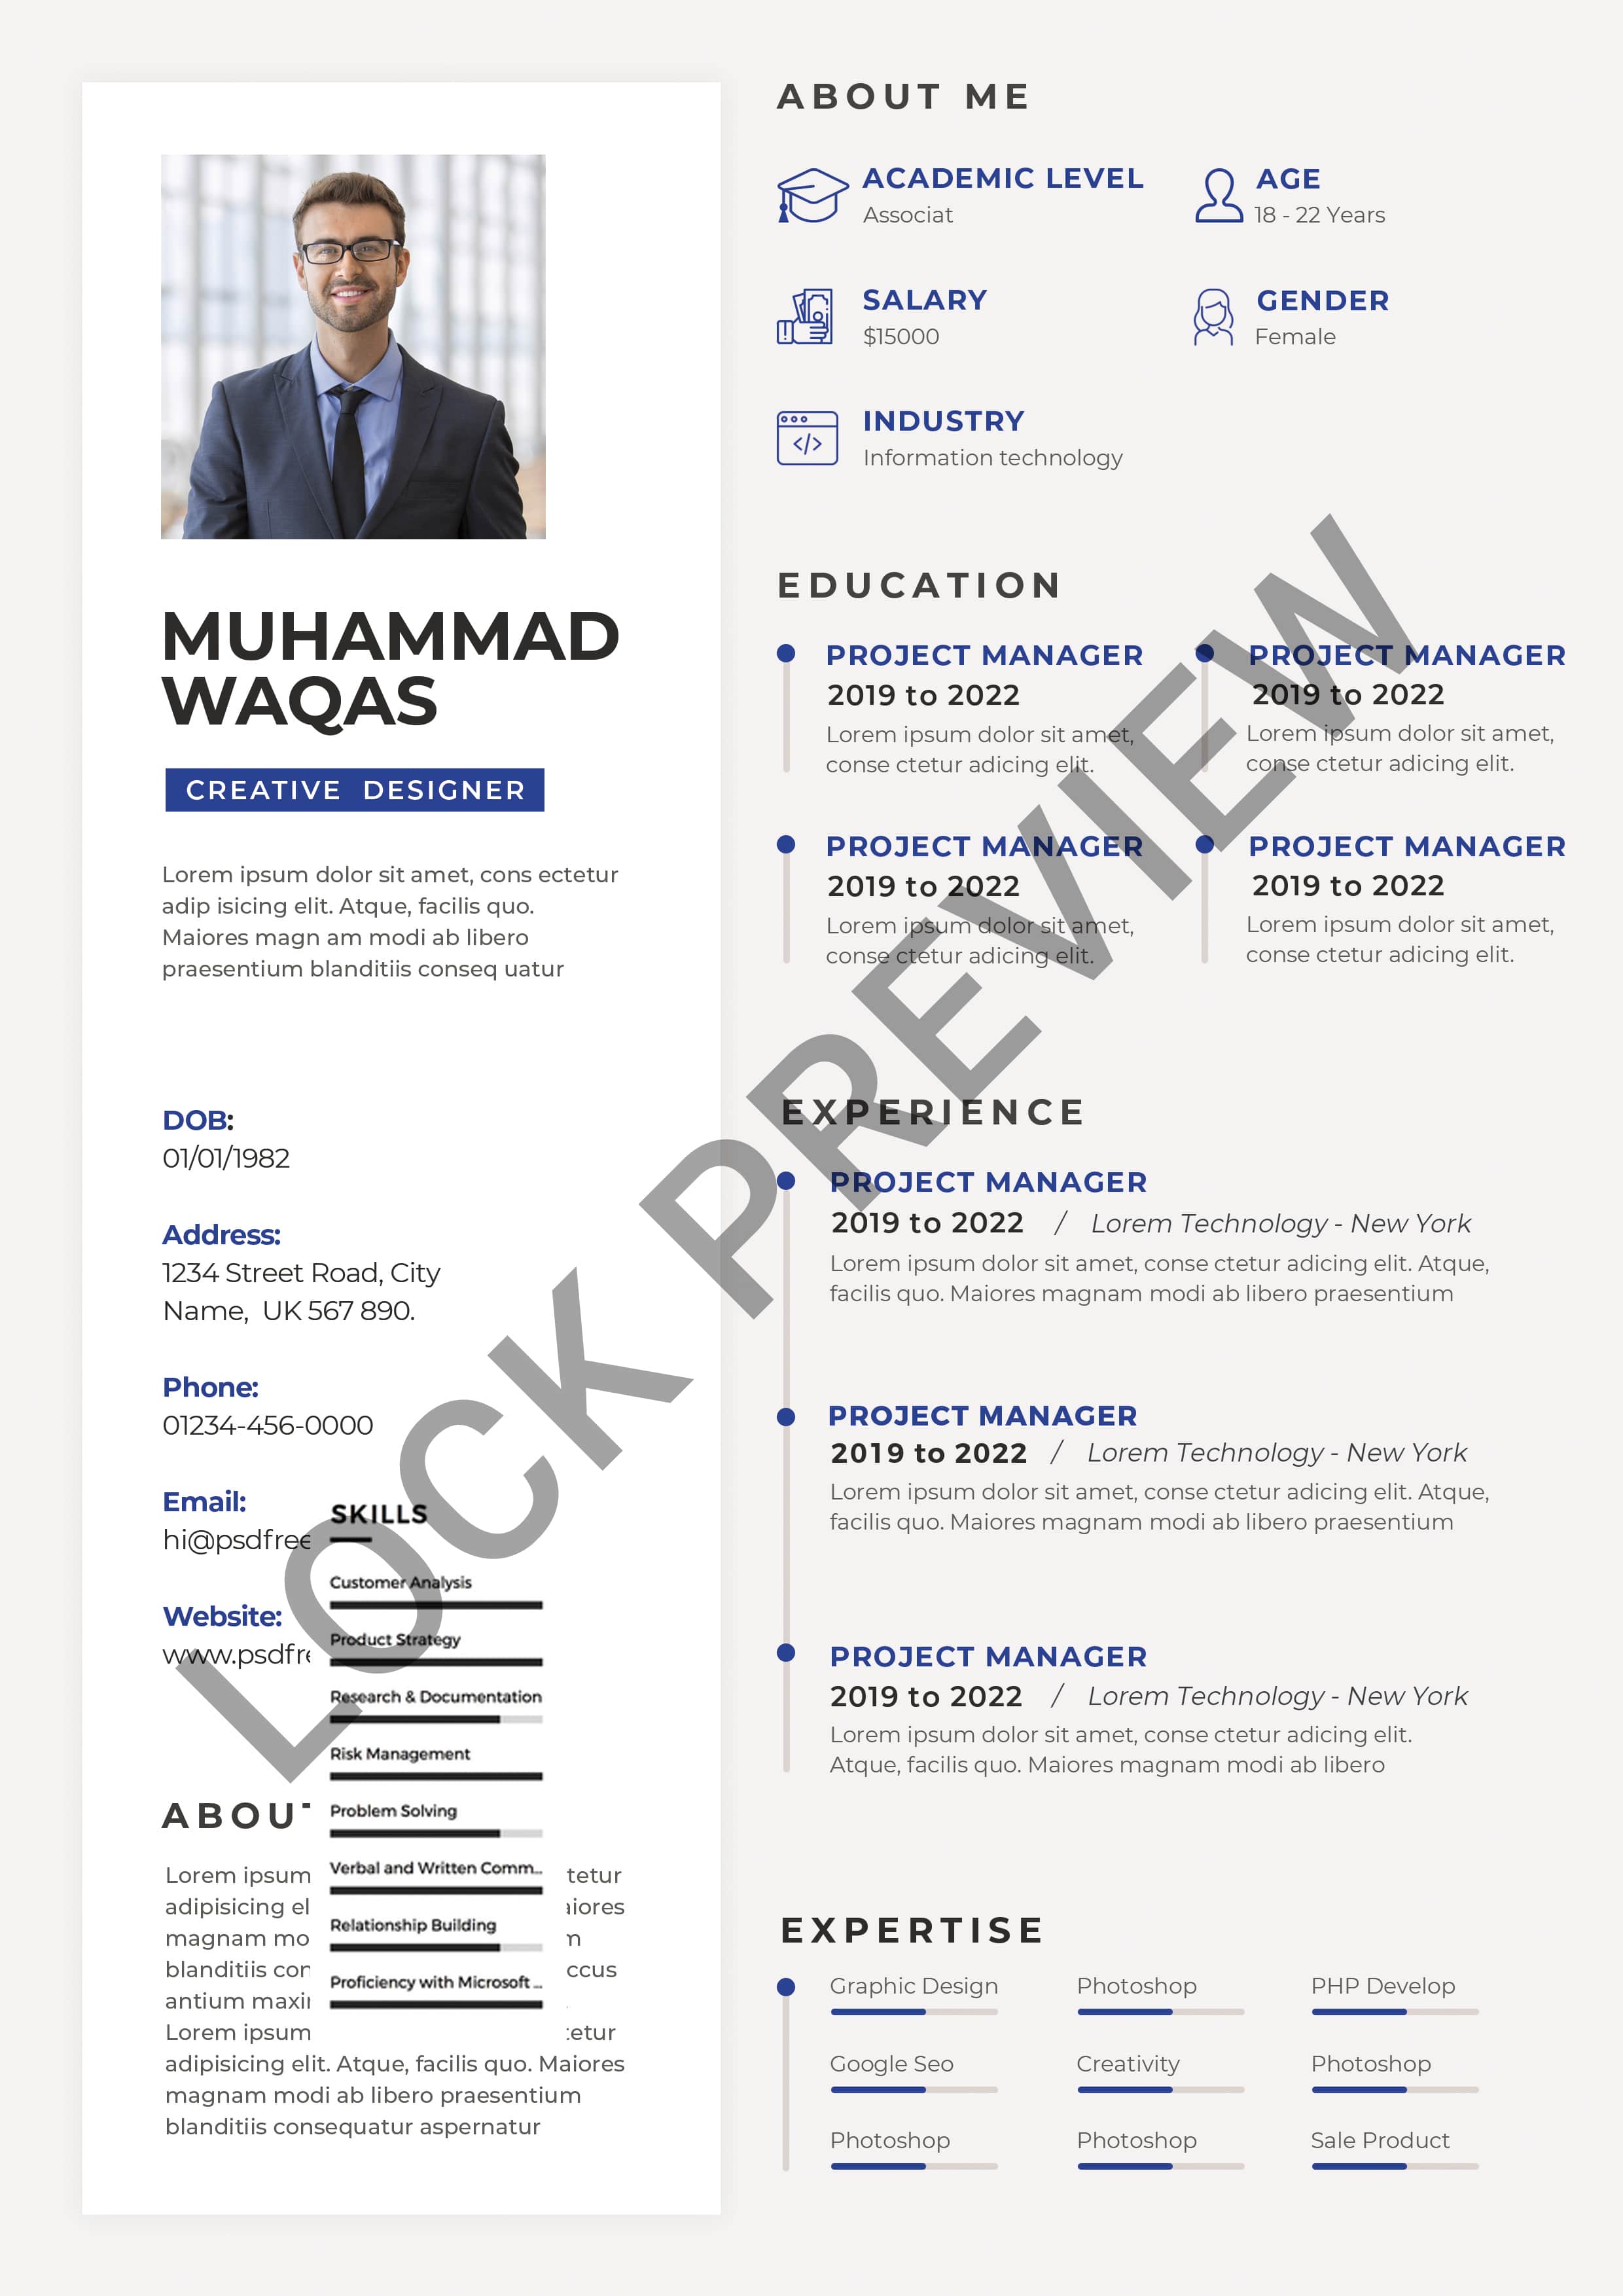 MUHAMMAD
WAQAS
CREATIVE DESIGNER
Lorem ipsum dolor sit amet, cons ectetur
adip isicing elit. Atque, facilis quo.
Maiores magn am modi ab libero
praesentium blanditiis conseq uatur
DOB:
01/01/1982
Address:
1234 Street Road, City
Name, UK 567 890.
Phone:
01234-456-0000
Email:
hi@psdfree
Website:
www.psdfre
SKILLS
Customer Analysis
Product Strategy
Research & Documentation
Risk Management
Problem Solving
Verbal and Written Comm...
Relationship Building
Proficiency with Microsoft ...
ABOUT
Lorem ipsum tetur
adipisicing el aiores
magnam mo m
blanditiis con ccus
antium maxi
Lorem ipsum tetur
adipisicing elit. Atque, facilis quo. Maiores
magnam modi ab libero praesentium
blanditiis consequatur aspernatur
ABOUT ME
ACADEMIC LEVEL
Associat
AGE
18 - 22 Years
SALARY
$15000
GENDER
Female
INDUSTRY
Information technology
EDUCATION
PROJECT MANAGER
2019 to 2022
Lorem ipsum dolor sit amet,
conse ctetur adicing elit.
PROJECT MANAGER
2019 to 2022
Lorem ipsum dolor sit amet,
conse ctetur adicing elit.
PROJECT MANAGER
2019 to 2022
Lorem ipsum dolor sit amet,
conse ctetur adicing elit.
PROJECT MANAGER
2019 to 2022
Lorem ipsum dolor sit amet,
conse ctetur adicing elit.
EXPERIENCE
PROJECT MANAGER
2019 to 2022 / Lorem Technology - New York
Lorem ipsum dolor sit amet, conse ctetur adicing elit. Atque,
facilis quo. Maiores magnam modi ab libero praesentium
PROJECT MANAGER
2019 to 2022 / Lorem Technology - New York
Lorem ipsum dolor sit amet, conse ctetur adicing elit. Atque,
facilis quo. Maiores magnam modi ab libero praesentium
PROJECT MANAGER
2019 to 2022 / Lorem Technology - New York
Lorem ipsum dolor sit amet, conse ctetur adicing elit.
Atque, facilis quo. Maiores magnam modi ab libero
EXPERTISE
Graphic Design Photoshop PHP Develop
Google Seo Creativity Photoshop
Photoshop Photoshop Sale Product
LOCK PREVIEW